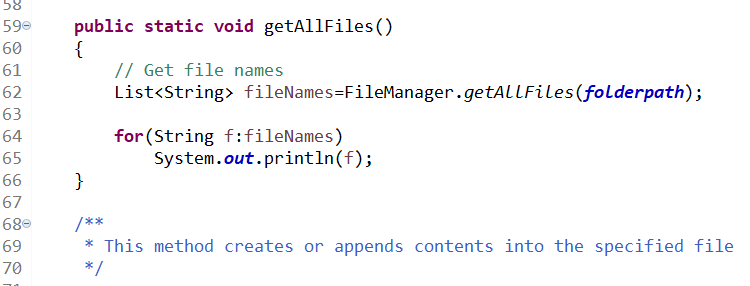 58
59 public static void getAllFiles()
60 {
61 // Get file names
62 List<String> fileNames=FileManager.getAllFiles(folderpath);
63
64 for(String f:fileNames)
65 System.out.println(f);
66 }
67
68 /**
69 * This method creates or appends contents into the specified file
70 */